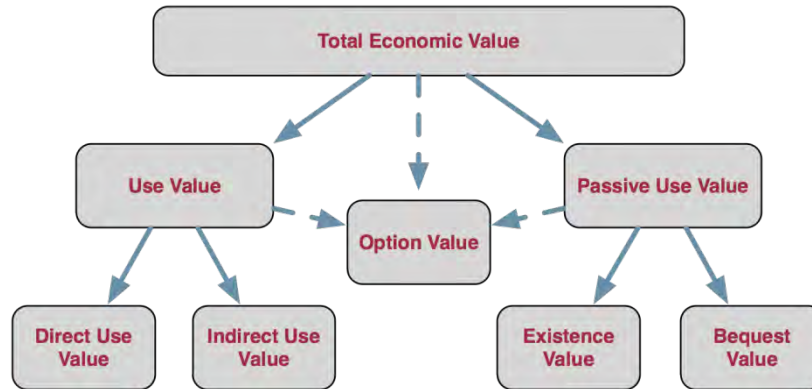 Total Economic Value
Use Value
Passive Use Value
Option Value
Direct Use
Value
Indirect Use
Value
Existence
Value
Bequest
Value